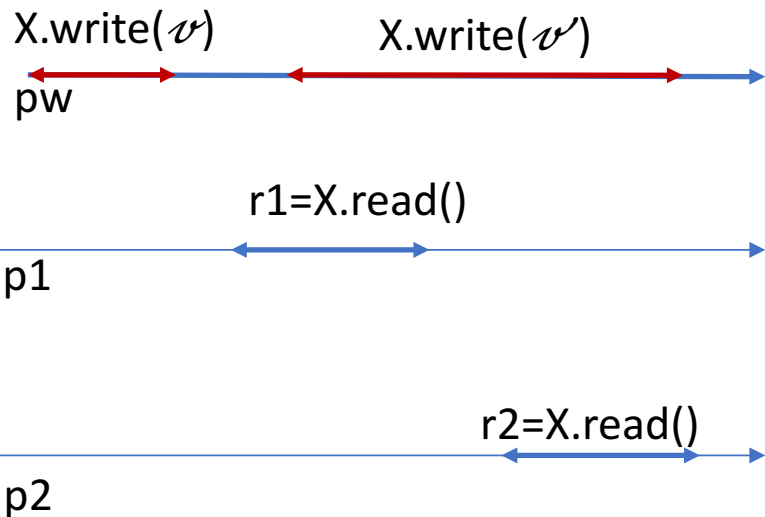 X.write(𝓋)
X.write(𝓋′)
pw
r1=X.read()
p1
r2=X.read()
p2